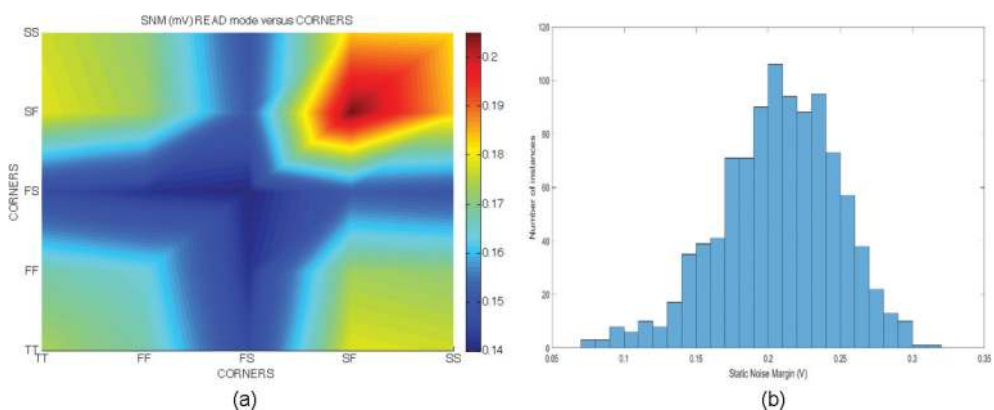 SNM (mV) READ mode versus CORNERS
SS
SF
FS
FF
TT
CORNERS
TT FF FS SF SS
CORNERS
0.2
0.19
0.18
0.17
0.16
0.15
0.14
(a)
120
100
80
60
40
20
0
Number of instances
0.05 0.1 0.15 0.2 0.25 0.3 0.35
Static Noise Margin (V)
(b)